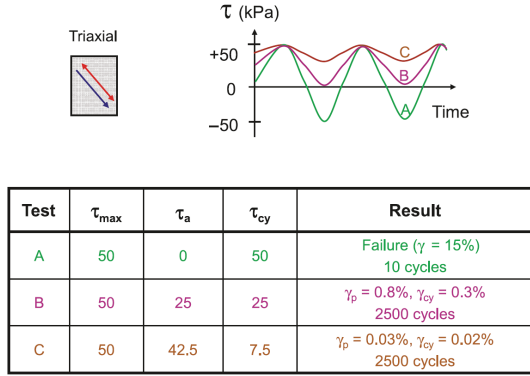 τ (kPa)
Triaxial
+50
C
B
0
A
Time
–50
Test τmax τa τcy Result
A 50 0 50 Failure (γ = 15%)
10 cycles
B 50 25 25 γp = 0.8%, γcy = 0.3%
2500 cycles
C 50 42.5 7.5 γp = 0.03%, γcy = 0.02%
2500 cycles